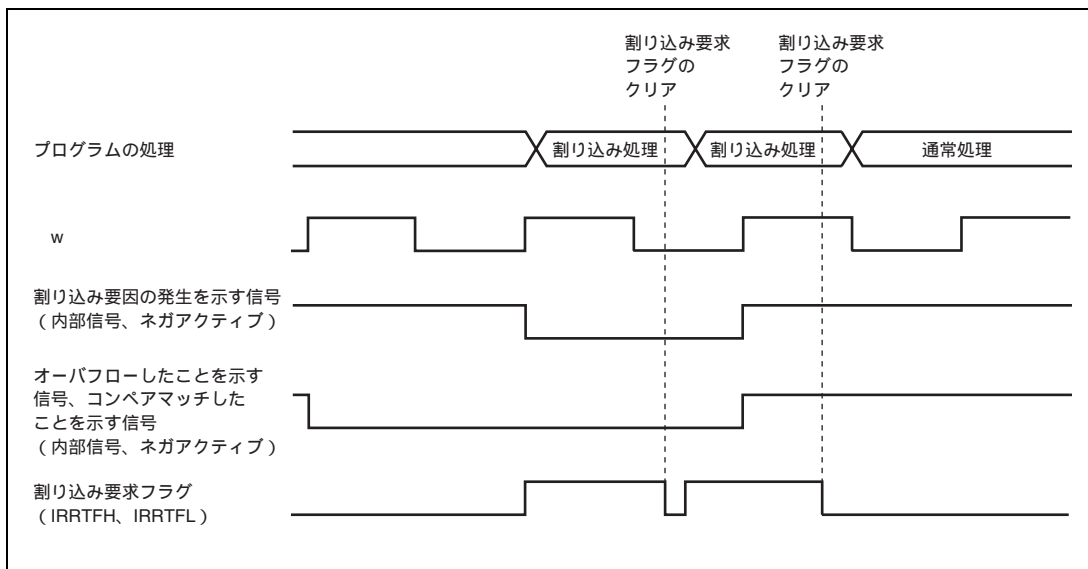 割り込み要求
フラグの
クリア
割り込み要求
フラグの
クリア
プログラムの処理
割り込み処理
割り込み処理
通常処理
w
割り込み要因の発生を示す信号
(内部信号、ネガアクティブ)
オーバフローしたことを示す
信号、コンペアマッチした
ことを示す信号
(内部信号、ネガアクティブ)
割り込み要求フラグ
(IRRTFH、IRRTFL)